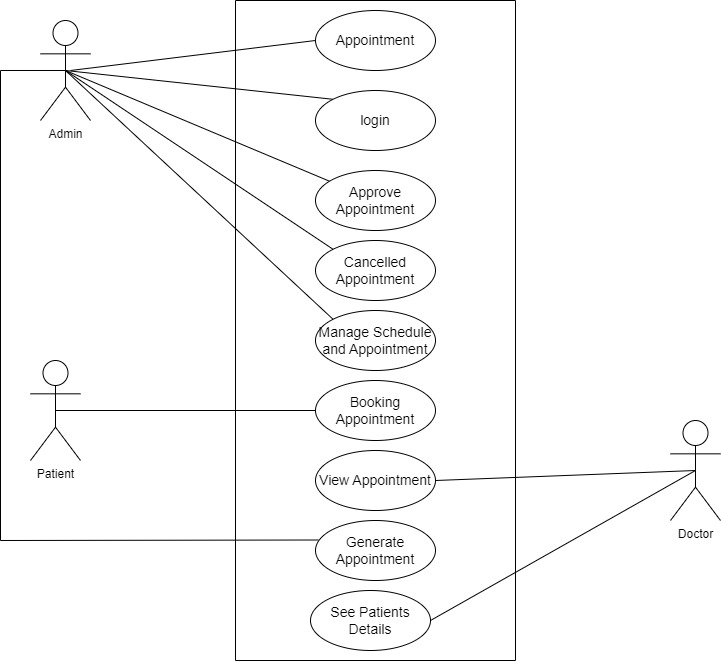 Appointment
login
Admin
Approve
Appointment
Cancelled
Appointment
Manage Schedule
and Appointment
Booking
Appointment
Patient
View Appointment
Doctor
Generate
Appointment
See Patients
Details